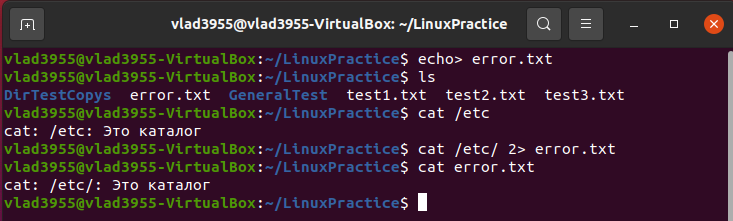 vlad3955@vlad3955-VirtualBox: ~/LinuxPractice
vlad3955@vlad3955-VirtualBox:~/LinuxPractice$ echo> error.txt
vlad3955@vlad3955-VirtualBox:~/LinuxPractice$ ls
DirTestCopys  error.txt  GeneralTest  test1.txt  test2.txt  test3.txt
vlad3955@vlad3955-VirtualBox:~/LinuxPractice$ cat /etc
cat: /etc: Это каталог
vlad3955@vlad3955-VirtualBox:~/LinuxPractice$ cat /etc/ 2> error.txt
vlad3955@vlad3955-VirtualBox:~/LinuxPractice$ cat error.txt
cat: /etc/: Это каталог
vlad3955@vlad3955-VirtualBox:~/LinuxPractice$